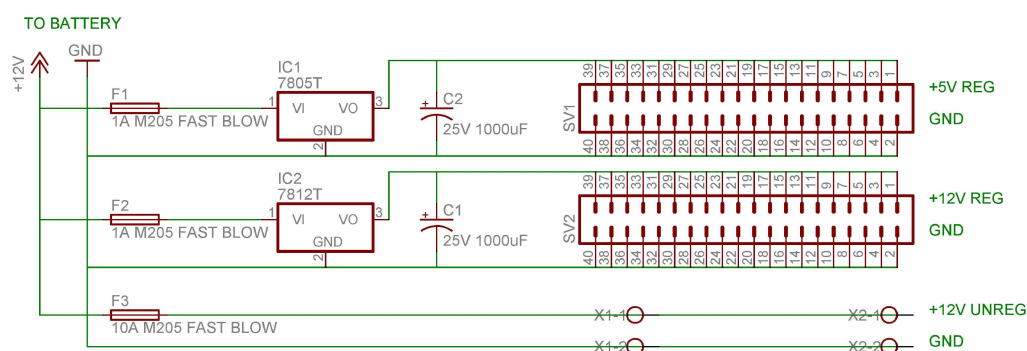 TO BATTERY
+12V
GND
F1
1A M205 FAST BLOW
IC1
7805T
1
VI
VO
3
GND
2
C2
+
25V 1000uF
SV1
39 37 35 33 31 29 27 25 23 21 19 17 15 13 11 9 7 5 3 1
40 38 36 34 32 30 28 26 24 22 20 18 16 14 12 10 8 6 4 2
+5V REG
GND
F2
1A M205 FAST BLOW
IC2
7812T
1
VI
VO
3
GND
2
C1
+
25V 1000uF
SV2
39 37 35 33 31 29 27 25 23 21 19 17 15 13 11 9 7 5 3 1
40 38 36 34 32 30 28 26 24 22 20 18 16 14 12 10 8 6 4 2
+12V REG
GND
F3
10A M205 FAST BLOW
X1-1
X2-1
+12V UNREG
X1-2
X2-2
GND